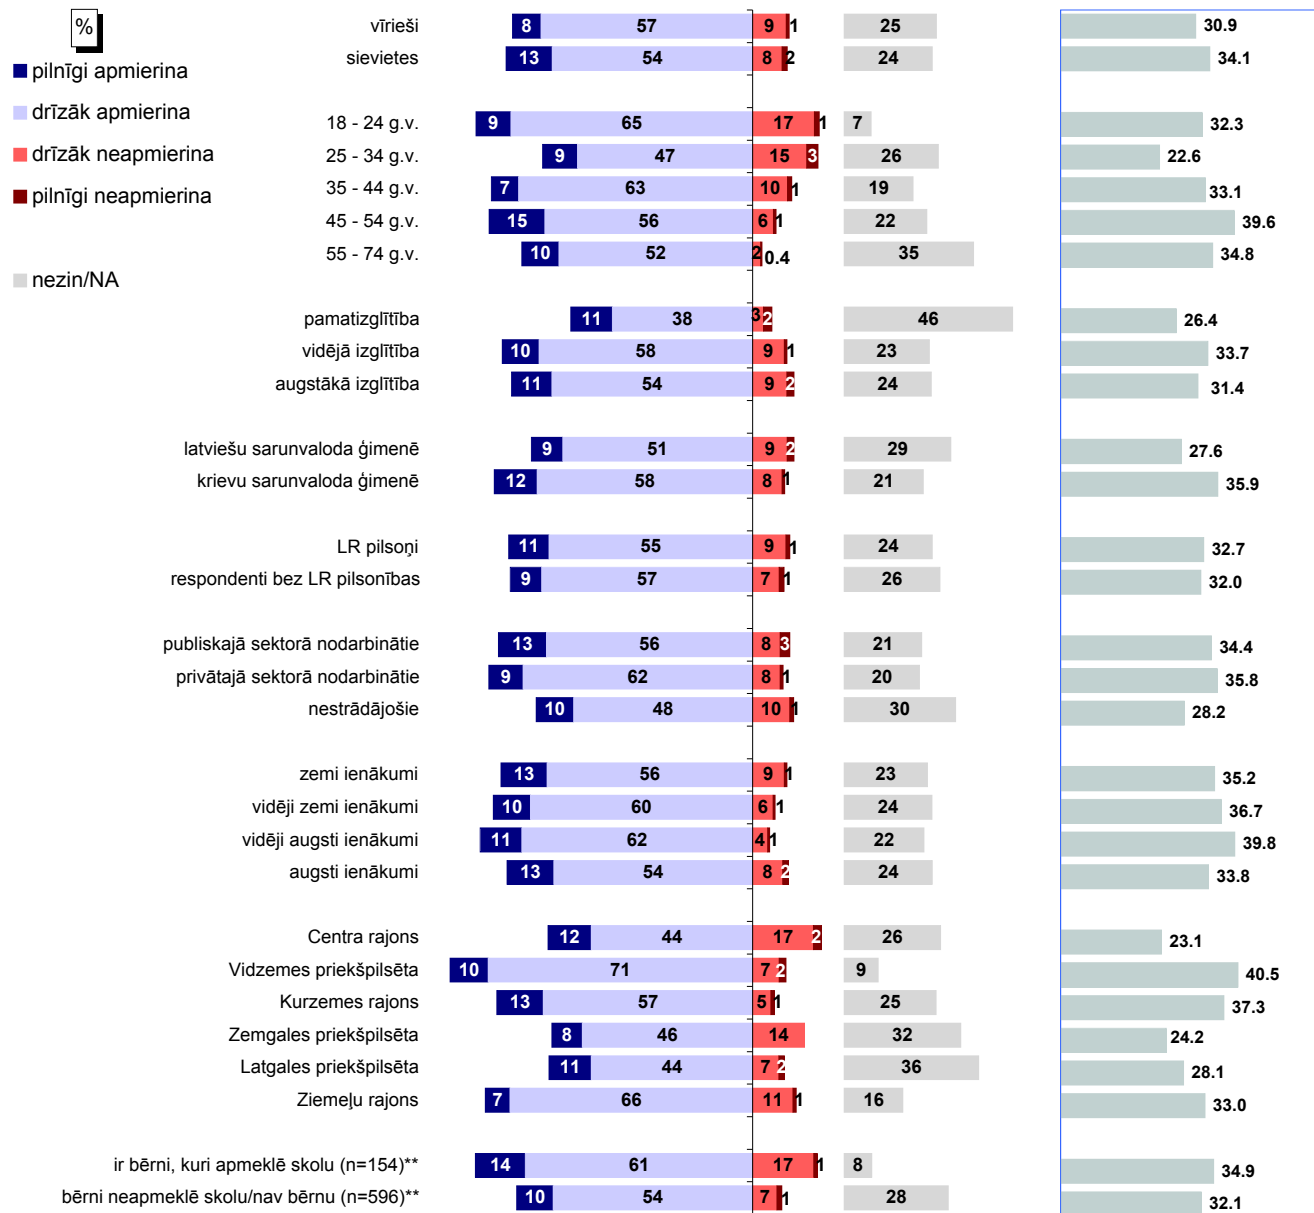 %
pilnīgi apmierina
drīzāk apmierina
drīzāk neapmierina
pilnīgi neapmierina
nezin/NA
vīrieši 8 57 9 1 25 30.9
sievietes 13 54 8 2 24 34.1
18 - 24 g.v. 9 65 17 1 7 32.3
25 - 34 g.v. 9 47 15 3 26 22.6
35 - 44 g.v. 7 63 10 1 19 33.1
45 - 54 g.v. 15 56 6 1 22 39.6
55 - 74 g.v. 10 52 2 0.4 35 34.8
pamatizglītība 11 38 3 2 46 26.4
vidējā izglītība 10 58 9 1 23 33.7
augstākā izglītība 11 54 9 2 24 31.4
latviešu sarunvaloda ģimenē 9 51 9 2 29 27.6
krievu sarunvaloda ģimenē 12 58 8 1 21 35.9
LR pilsoņi 11 55 9 1 24 32.7
respondenti bez LR pilsonības 9 57 7 1 26 32.0
publiskajā sektorā nodarbinātie 13 56 8 3 21 34.4
privātajā sektorā nodarbinātie 9 62 8 1 20 35.8
nestrādājošie 10 48 10 1 30 28.2
zemi ienākumi 13 56 9 1 23 35.2
vidēji zemi ienākumi 10 60 6 1 24 36.7
vidēji augsti ienākumi 11 62 4 1 22 39.8
augsti ienākumi 13 54 8 2 24 33.8
Centra rajons 12 44 17 2 26 23.1
Vidzemes priekšpilsēta 10 71 7 2 9 40.5
Kurzemes rajons 13 57 5 1 25 37.3
Zemgales priekšpilsēta 8 46 14 32 24.2
Latgales priekšpilsēta 11 44 7 2 36 28.1
Ziemeļu rajons 7 66 11 1 16 33.0
ir bērni, kuri apmeklē skolu (n=154)** 14 61 17 1 8 34.9
bērni neapmeklē skolu/nav bērnu (n=596)** 10 54 7 1 28 32.1